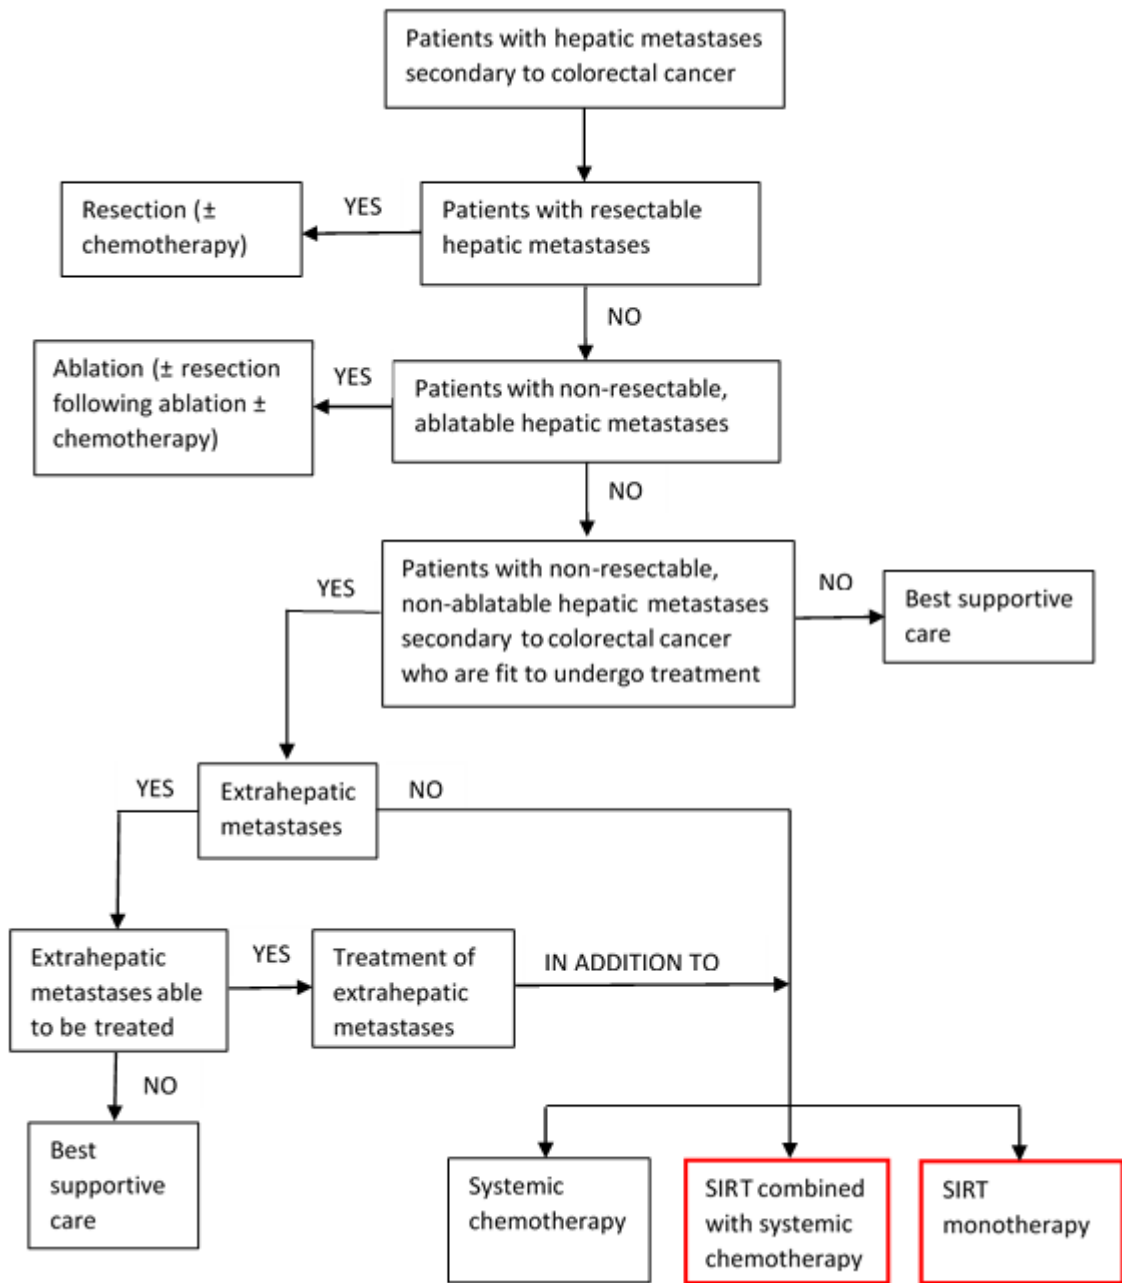 Patients with hepatic metastases
secondary to colorectal cancer
Resection (±
chemotherapy)
YES
Patients with resectable
hepatic metastases
NO
Ablation (± resection
following ablation ±
chemotherapy)
YES
Patients with non-resectable,
ablatable hepatic metastases
NO
YES
Patients with non-resectable,
non-ablatable hepatic metastases
secondary to colorectal cancer
who are fit to undergo treatment
NO
Best supportive
care
YES
Extrahepatic
metastases
NO
Extrahepatic
metastases able
to be treated
YES
Treatment of
extrahepatic
metastases
IN ADDITION TO
NO
Best
supportive
care
Systemic
chemotherapy
SIRT combined
with systemic
chemotherapy
SIRT
monotherapy